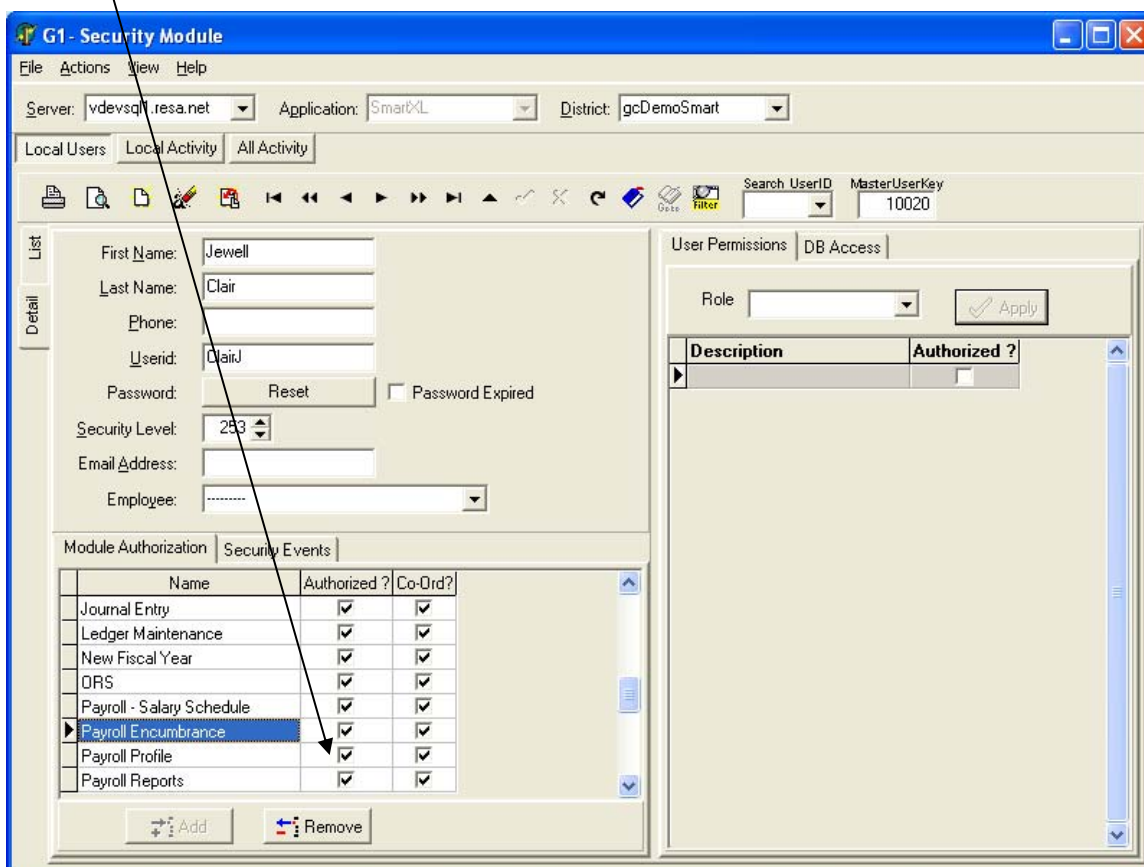 G1- Security Module
File Actions View Help
Server: vdevsql1.resa.net Application: SmartXL District: gcDemoSmart
Local Users Local Activity All Activity
Search UserID MasterUserKey
Goto Filter 10020
List
Detail
First Name: Jewell
Last Name: Clair
Phone:
Userid: ClairJ
Password: Reset Password Expired
Security Level: 253
Email Address:
Employee: ---------
Module Authorization Security Events
Name Authorized ? Co-Ord?
Journal Entry
Ledger Maintenance
New Fiscal Year
ORS
Payroll - Salary Schedule
Payroll Encumbrance
Payroll Profile
Payroll Reports
Add Remove
User Permissions DB Access
Role Apply
Description Authorized ?